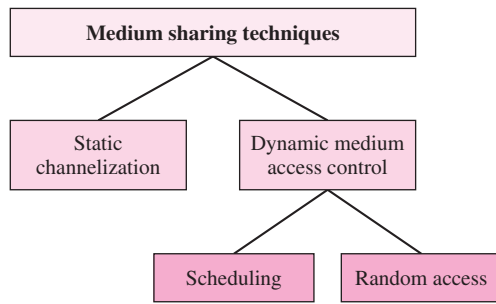 Medium sharing techniques
Static
channelization
Dynamic medium
access control
Scheduling
Random access